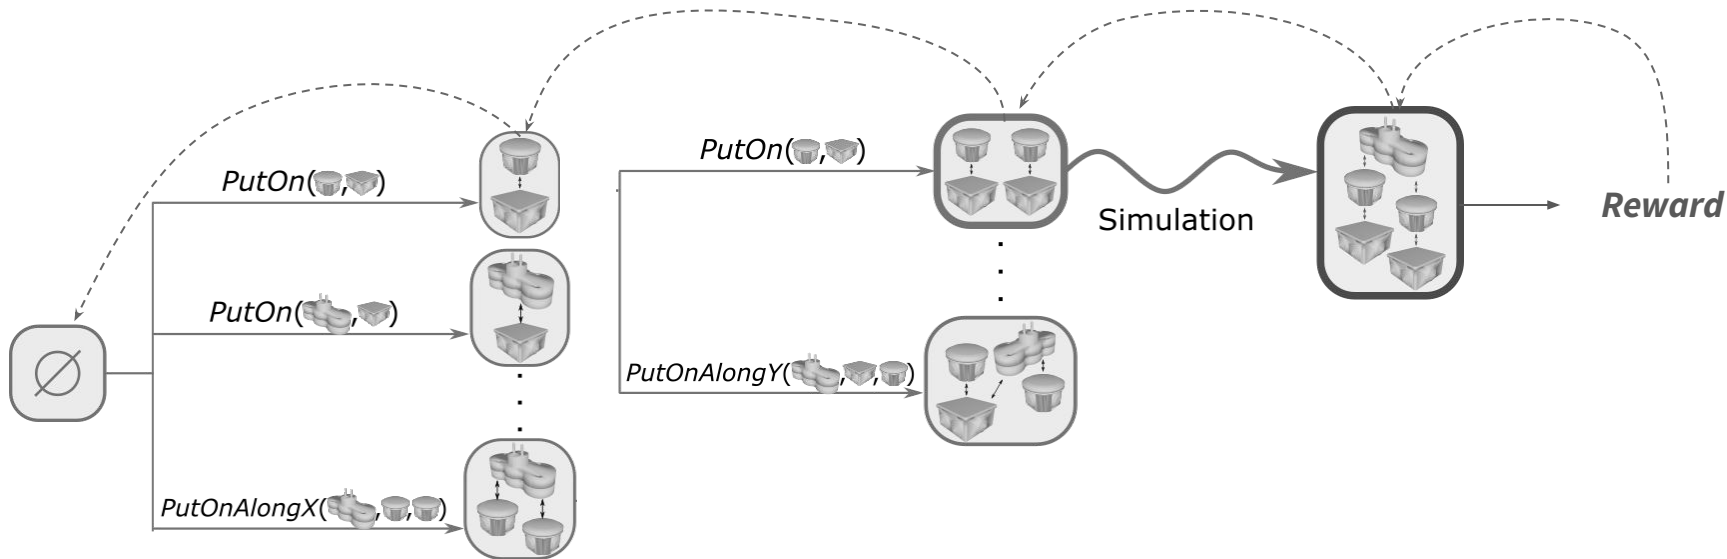 PutOn( , )
PutOn( , )
PutOnAlongX( , , )
PutOn( , )
PutOnAlongY( , , )
Simulation
Reward
∅